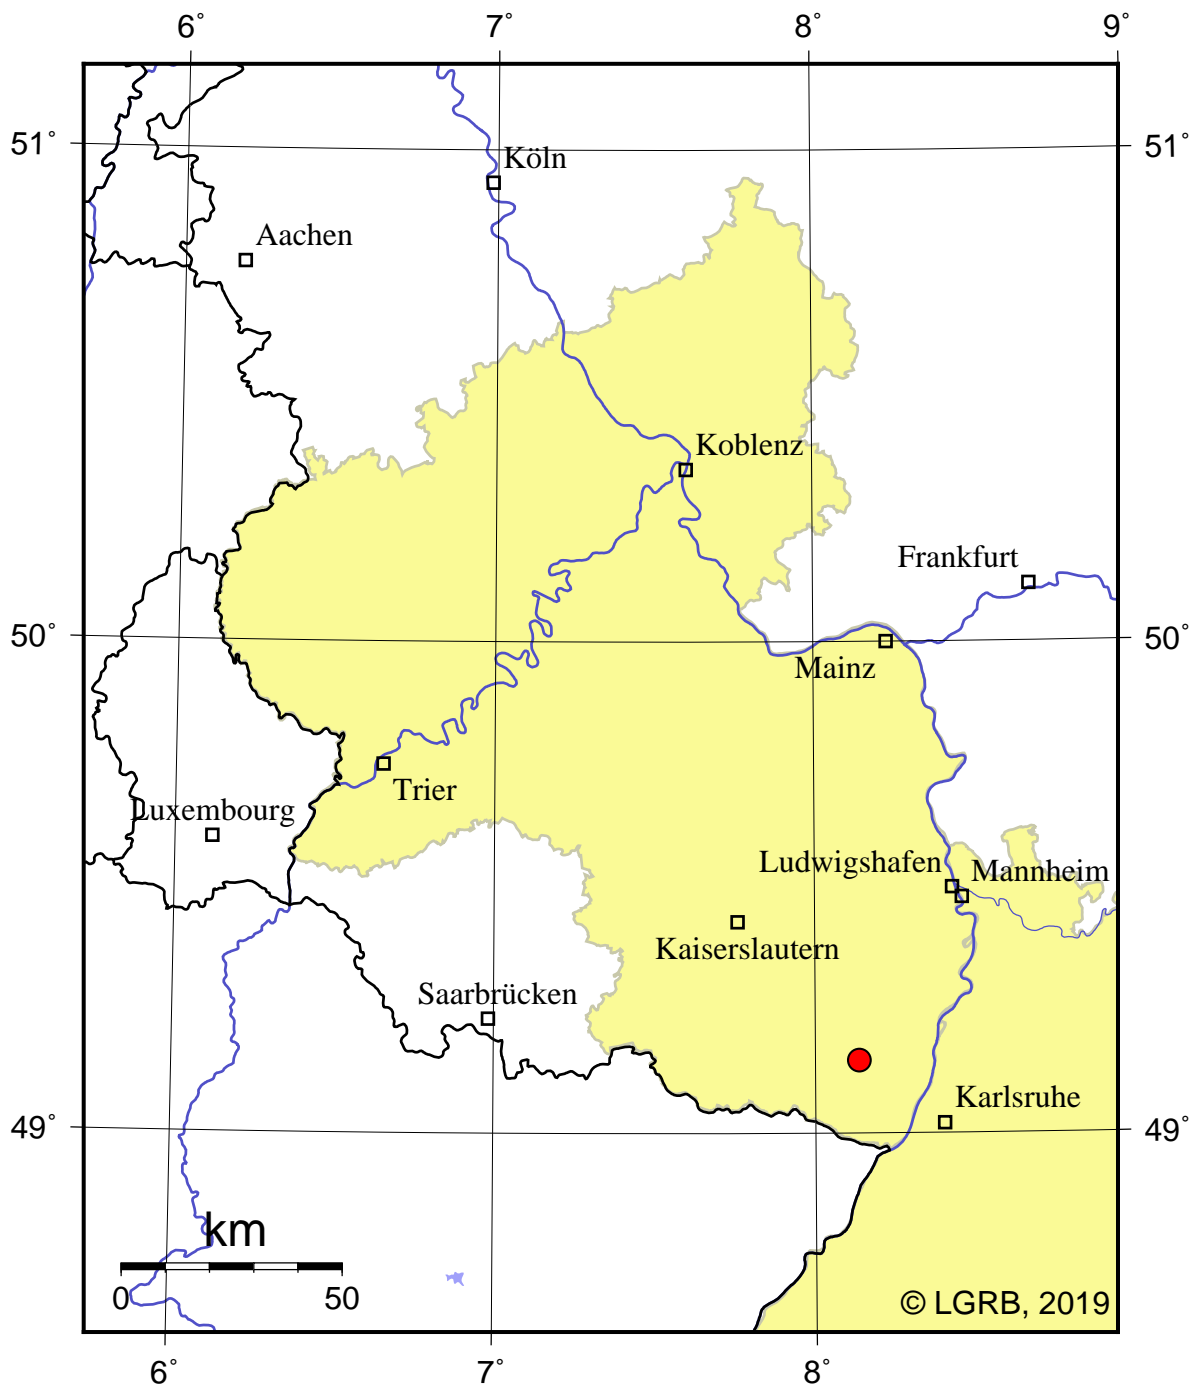 6° 7° 8° 9°
51° 51°
Köln
Aachen
Koblenz
Frankfurt
50° 50°
Mainz
Trier
Luxembourg
Ludwigshafen
Mannheim
Kaiserslautern
Saarbrücken
Karlsruhe
49° 49°
km
0 50
© LGRB, 2019
6° 7° 8°